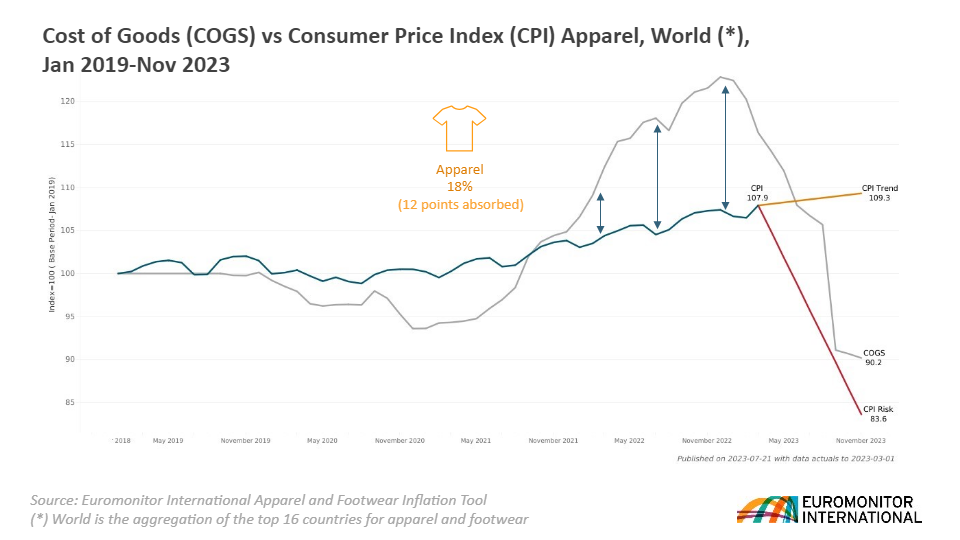 Cost of Goods (COGS) vs Consumer Price Index (CPI) Apparel, World (*),
Jan 2019-Nov 2023
Index=100 ( Base Period: Jan 2019)
120
115
110
105
100
95
90
85
Apparel
18%
(12 points absorbed)
CPI
107.9
CPI Trend
109.3
COGS
90.2
CPI Risk
83.6
2018
May 2019
November 2019
May 2020
November 2020
May 2021
November 2021
May 2022
November 2022
May 2023
November 2023
Published on 2023-07-21 with data actuals to 2023-03-01
Source: Euromonitor International Apparel and Footwear Inflation Tool
(*) World is the aggregation of the top 16 countries for apparel and footwear
EUROMONITOR
INTERNATIONAL